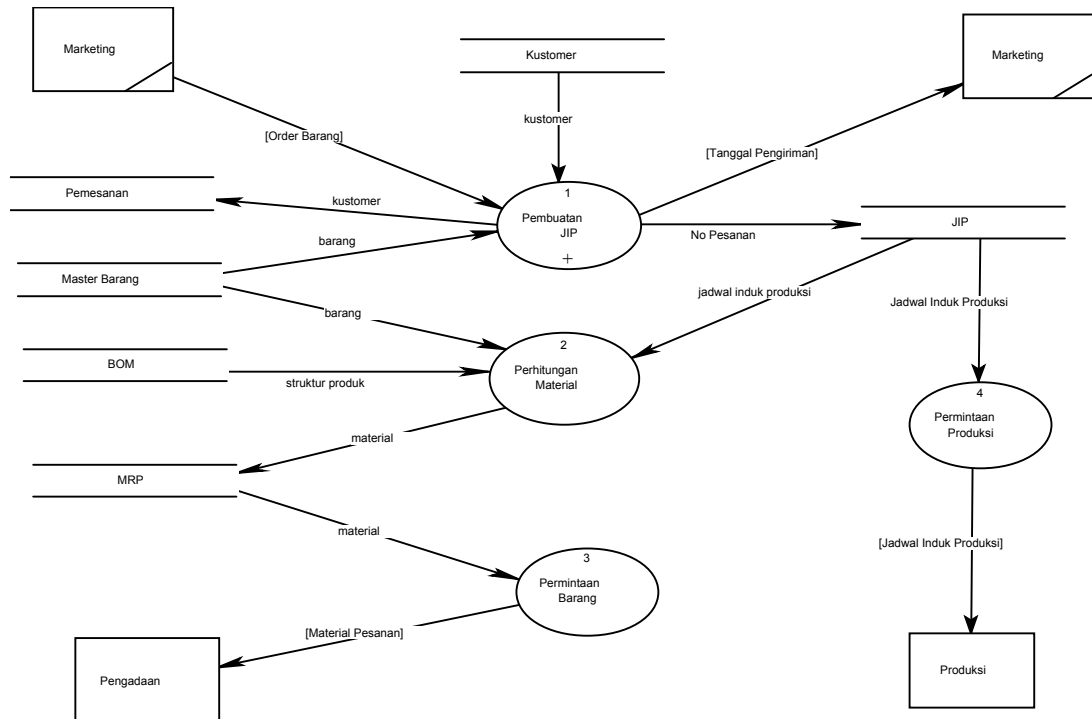 Marketing
Kustomer
Marketing
kustomer
[Order Barang]
[Tanggal Pengiriman]
Pemesanan
kustomer
1
Pembuatan
JIP
+
No Pesanan
JIP
barang
Master Barang
jadwal induk produksi
Jadwal Induk Produksi
barang
2
Perhitungan
Material
BOM
struktur produk
4
Permintaan
Produksi
material
MRP
material
[Jadwal Induk Produksi]
3
Permintaan
Barang
[Material Pesanan]
Pengadaan
Produksi